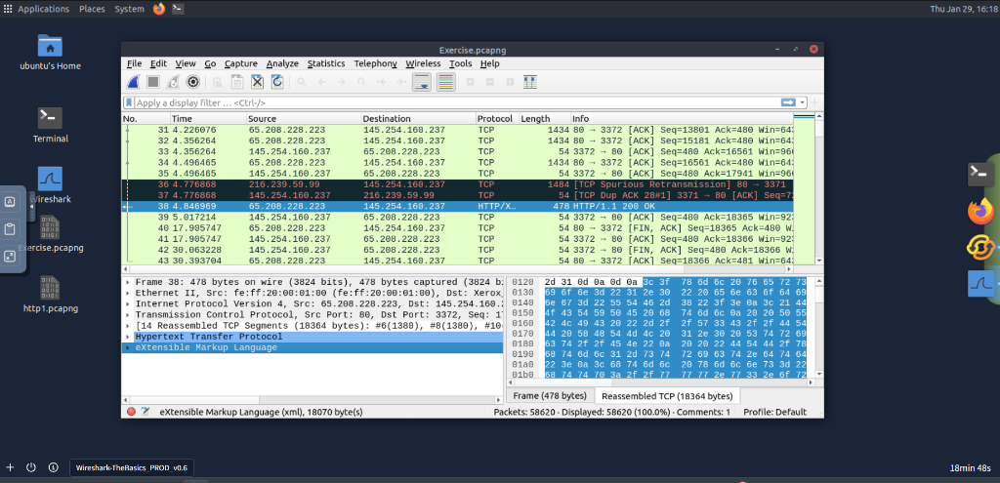 Applications Places System
Thu Jan 29, 16:18
ubuntu's Home
Terminal
Wireshark
Exercise.pcapng
http1.pcapng
Exercise.pcapng
File Edit View Go Capture Analyze Statistics Telephony Wireless Tools Help
Apply a display filter … <Ctrl-/>
No. Time Source Destination Protocol Length Info
31 4.226076 65.208.228.223 145.254.160.237 TCP 1434 80 → 3372 [ACK] Seq=13801 Ack=480 Win=643
32 4.356264 65.208.228.223 145.254.160.237 TCP 1434 80 → 3372 [ACK] Seq=15181 Ack=480 Win=643
33 4.356264 145.254.160.237 65.208.228.223 TCP 54 3372 → 80 [ACK] Seq=480 Ack=16561 Win=966
34 4.496465 65.208.228.223 145.254.160.237 TCP 1434 80 → 3372 [ACK] Seq=16561 Ack=480 Win=643
35 4.496465 145.254.160.237 65.208.228.223 TCP 54 3372 → 80 [ACK] Seq=480 Ack=17941 Win=966
36 4.776868 216.239.59.99 145.254.160.237 TCP 1484 [TCP Spurious Retransmission] 80 → 3371
37 4.776868 145.254.160.237 216.239.59.99 TCP 54 [TCP Dup ACK 28#1] 3371 → 80 [ACK] Seq=72
38 4.846969 65.208.228.223 145.254.160.237 HTTP/X… 478 HTTP/1.1 200 OK
39 5.017214 145.254.160.237 65.208.228.223 TCP 54 3372 → 80 [ACK] Seq=480 Ack=18365 Win=923
40 17.905747 65.208.228.223 145.254.160.237 TCP 54 80 → 3372 [FIN, ACK] Seq=18365 Ack=480 W
41 17.905747 145.254.160.237 65.208.228.223 TCP 54 3372 → 80 [ACK] Seq=480 Ack=18366 Win=923
42 30.063228 145.254.160.237 65.208.228.223 TCP 54 3372 → 80 [FIN, ACK] Seq=480 Ack=18366 W
43 30.393704 65.208.228.223 145.254.160.237 TCP 54 80 → 3372 [ACK] Seq=18366 Ack=481 Win=643
Frame 38: 478 bytes on wire (3824 bits), 478 bytes captured (3824 b
Ethernet II, Src: fe:ff:20:00:01:00 (fe:ff:20:00:01:00), Dst: Xerox_
Internet Protocol Version 4, Src: 65.208.228.223, Dst: 145.254.160.
Transmission Control Protocol, Src Port: 80, Dst Port: 3372, Seq: 17
[14 Reassembled TCP Segments (18364 bytes): #6(1380), #8(1380), #10
Hypertext Transfer Protocol
eXtensible Markup Language
0120 2d 31 0d 0a 0d 0a 3c 3f 78 6d 6c 20 76 65 72 73
0130 69 6f 6e 3d 22 31 2e 30 22 20 65 6e 63 6f 64 69
0140 6e 67 3d 22 55 54 46 2d 38 22 3f 3e 0a 3c 21 44
0150 4f 43 54 59 50 45 20 68 74 6d 6c 0a 20 20 50 55
0160 42 4c 49 43 20 22 2d 2f 2f 57 33 43 2f 2f 44 54
0170 44 20 58 48 54 4d 4c 20 31 2e 30 20 53 74 72 69
0180 63 74 2f 2f 45 4e 22 0a 20 20 22 44 54 44 2f 78
0190 68 74 6d 6c 31 2d 73 74 72 69 63 74 2e 64 74 64
01a0 22 3e 0a 3c 68 74 6d 6c 20 78 6d 6c 6e 73 3d 22
01b0 68 74 74 70 3a 2f 2f 77 77 77 2e 77 33 2e 6f 72
Frame (478 bytes) Reassembled TCP (18364 bytes)
eXtensible Markup Language (xml), 18070 byte(s)
Packets: 58620 · Displayed: 58620 (100.0%) · Comments: 1 Profile: Default
Wireshark-TheBasics_PROD_v0.6
18min 48s